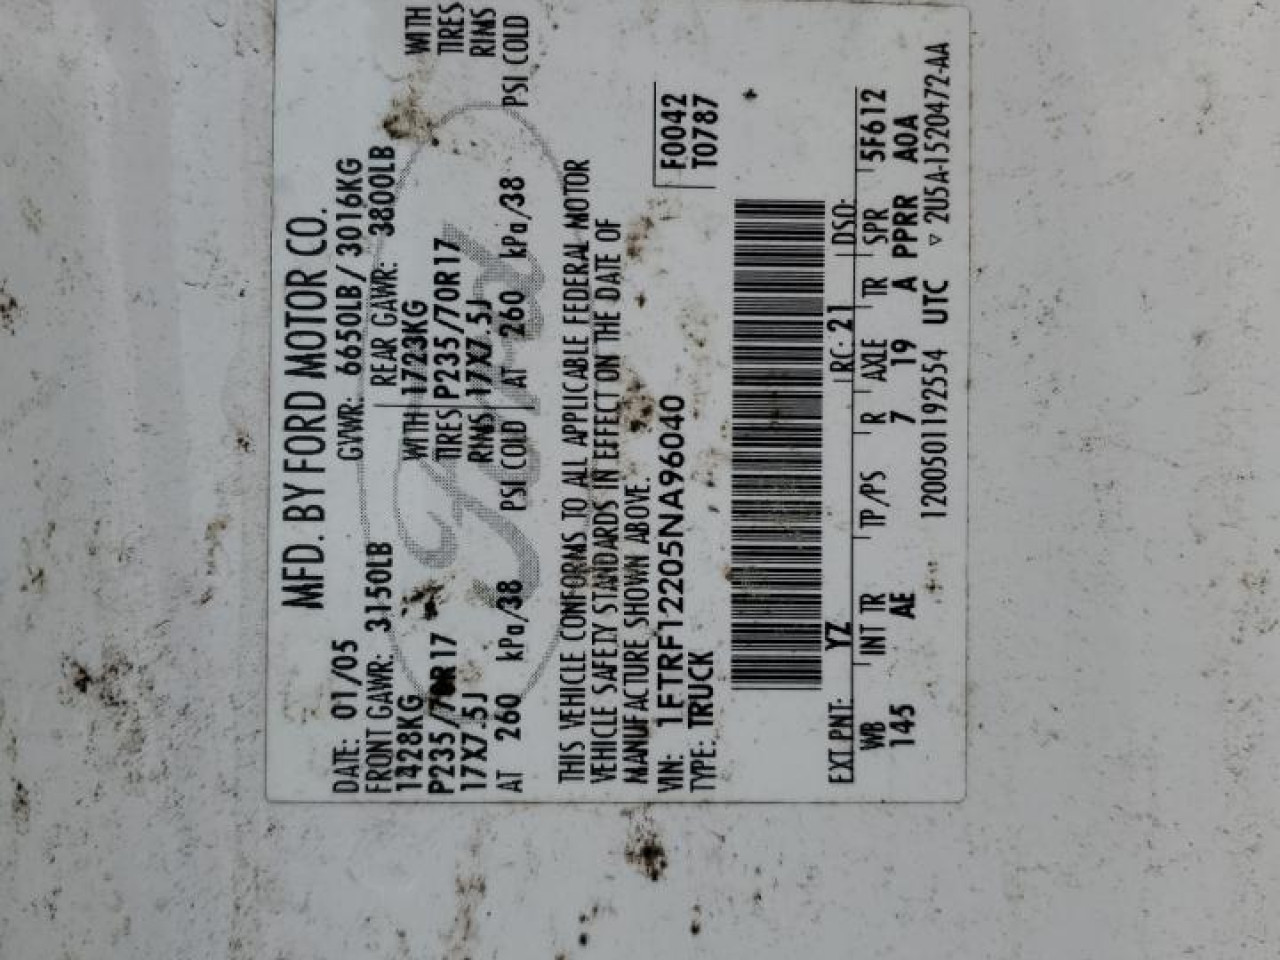 MFD. BY FORD MOTOR CO.
DATE: 01/05 GVWR: 6650LB/ 3016KG
FRONT GAWR: 3150LB REAR GAWR: 3800LB
1428KG WITH 1723KG WITH
P235/70R17 TIRES P235/70R17 TIRES
17X7.5J RIMS 17X7.5J RIMS
AT 260 kPa/38 PSI COLD AT 260 kPa/38 PSI COLD
Ford
THIS VEHICLE CONFORMS TO ALL APPLICABLE FEDERAL MOTOR
VEHICLE SAFETY STANDARDS IN EFFECT ON THE DATE OF
MANUFACTURE SHOWN ABOVE.
VIN: 1FTRF12205NA96040 F0042
TYPE: TRUCK T0787
EXT PNT: YZ RC: 21 DSO:
WB INT TR TP/PS R AXLE TR SPR 5F612
145 AE 7 19 A PPRR A0A
1200501192554 UTC ▿ 2U5A-1520472-AA